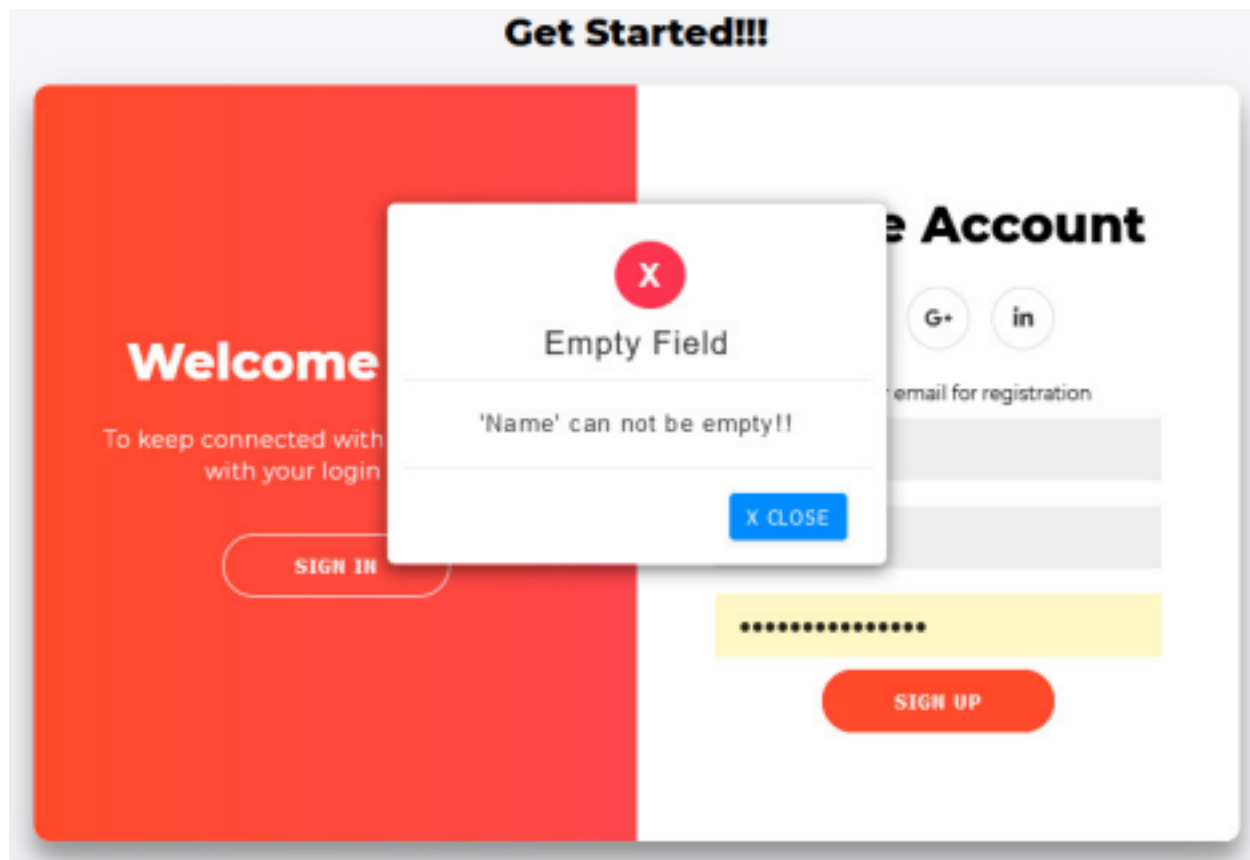 Get Started!!!
Welcome
To keep connected with
with your login
SIGN IN
X
Empty Field
'Name' can not be empty!!
X CLOSE
e Account
G+
in
email for registration
•••••••••••••••
SIGN UP